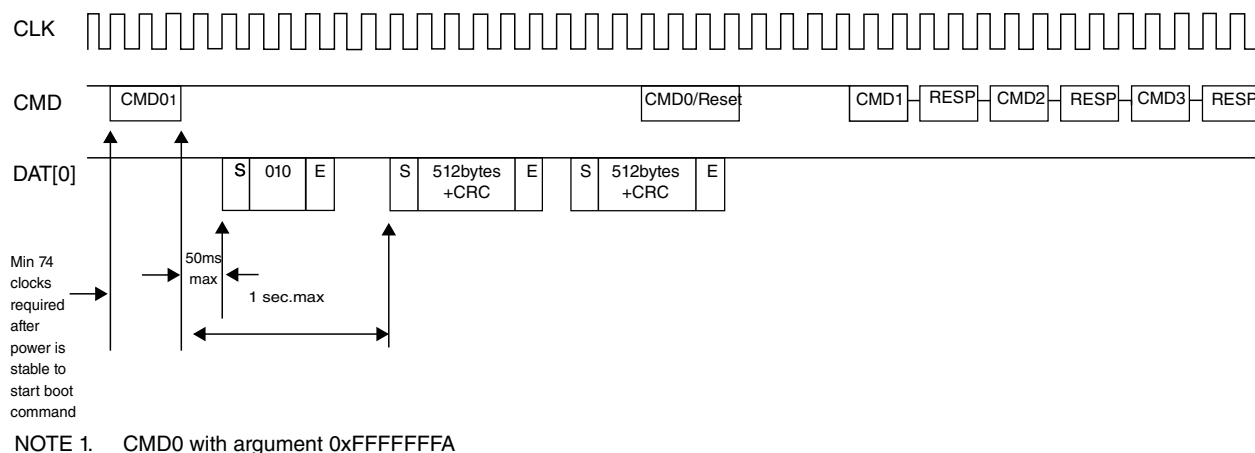 CLK
CMD
CMD01
CMD0/Reset
CMD1
RESP
CMD2
RESP
CMD3
RESP
DAT[0]
S
010
E
S
512bytes
+CRC
E
S
512bytes
+CRC
E
Min 74
clocks
required
after
power is
stable to
start boot
command
50ms
max
1 sec.max
NOTE 1. CMD0 with argument 0xFFFFFFFA